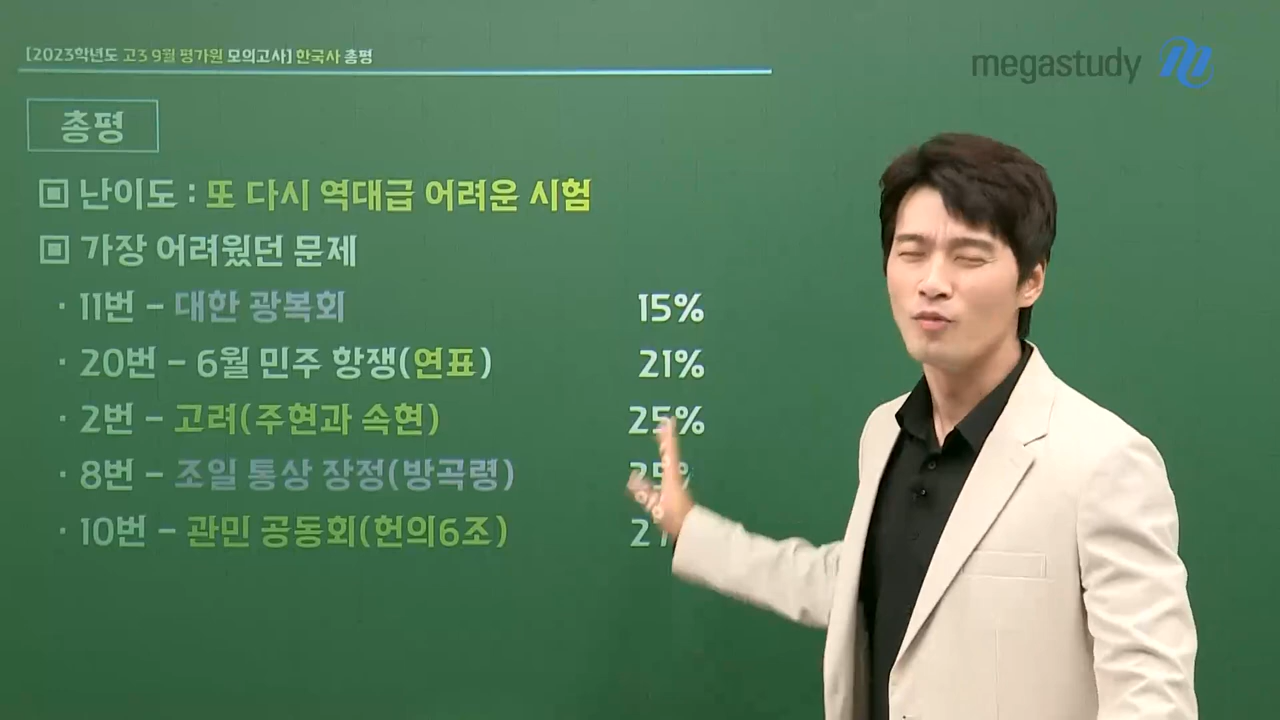 [2023학년도 고3 9월 평가원 모의고사] 한국사 총평
megastudy
총평
난이도 : 또 다시 역대급 어려운 시험
가장 어려웠던 문제
· 11번 - 대한 광복회 15%
· 20번 - 6월 민주 항쟁(연표) 21%
· 2번 - 고려(주현과 속현) 25%
· 8번 - 조일 통상 장정(방곡령)
· 10번 - 관민 공동회(헌의6조)